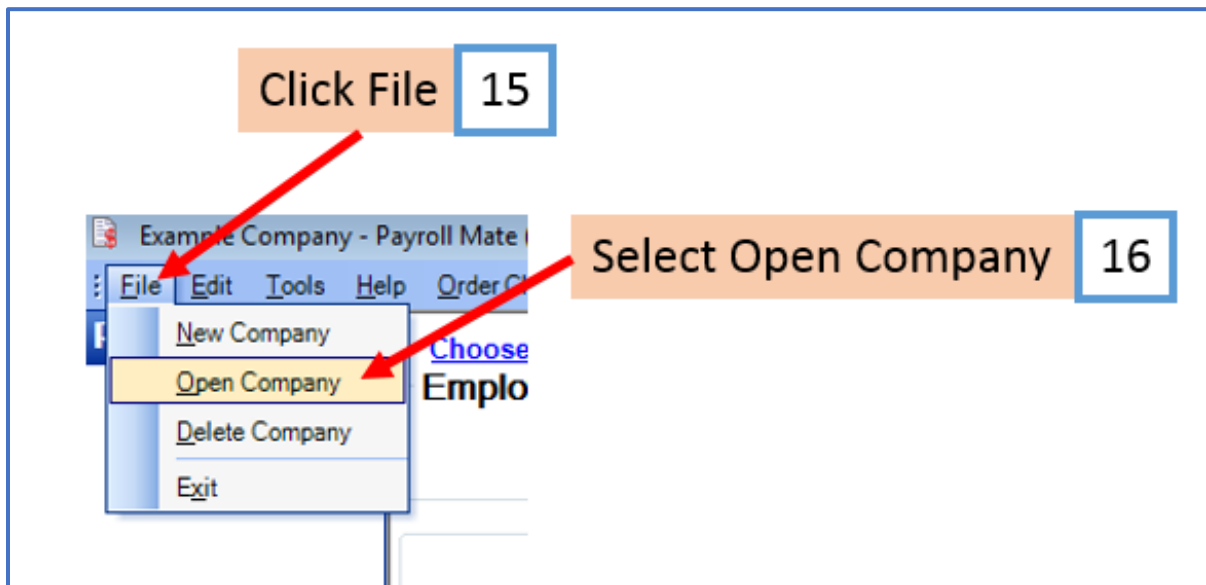 Click File 15
Example Company - Payroll Mate (
Select Open Company 16
File Edit Tools Help Order
New Company
Choose
Open Company
Emplo
Delete Company
Exit